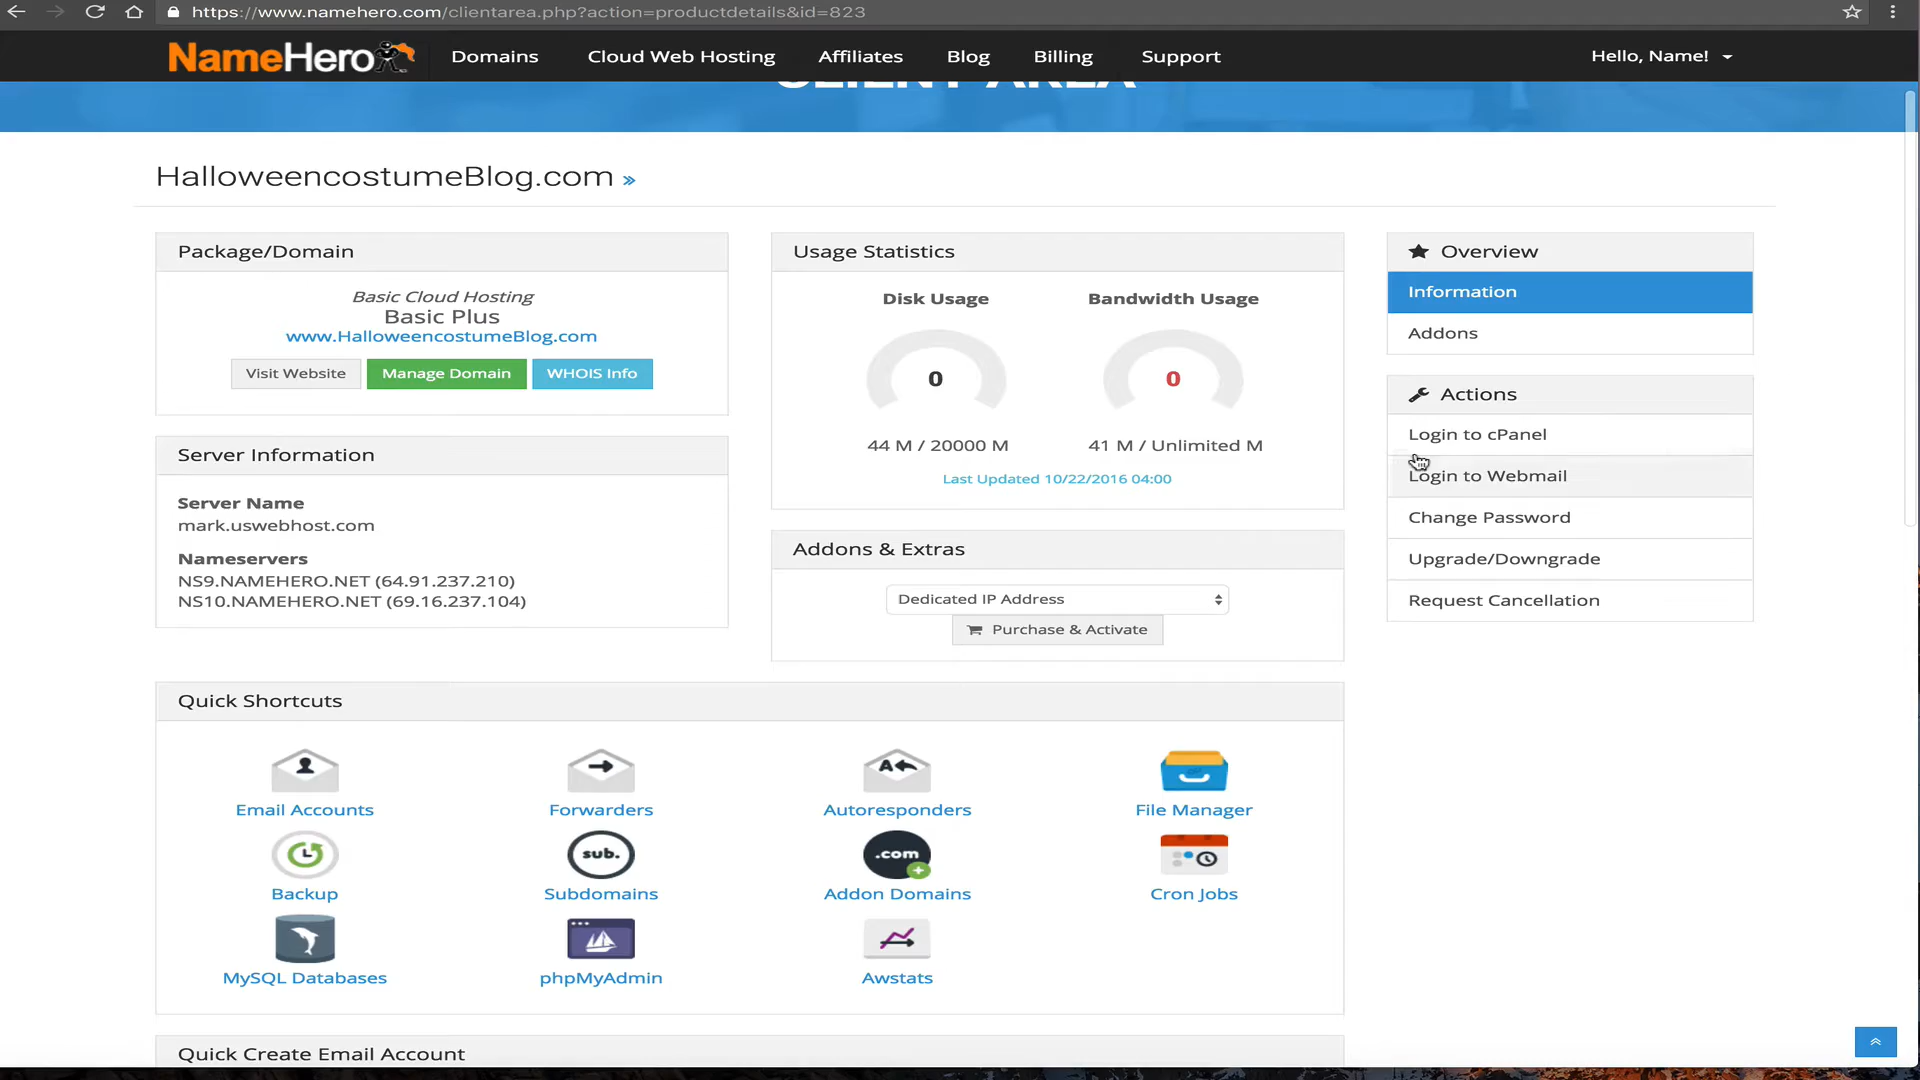 https://www.namehero.com/clientarea.php?action=productdetails&id=823
NameHero
Domains
Cloud Web Hosting
Affiliates
Blog
Billing
Support
Hello, Name!
CLIENT AREA
HalloweencostumeBlog.com »
Package/Domain
Basic Cloud Hosting
Basic Plus
www.HalloweencostumeBlog.com
Visit Website
Manage Domain
WHOIS Info
Server Information
Server Name
mark.uswebhost.com
Nameservers
NS9.NAMEHERO.NET (64.91.237.210)
NS10.NAMEHERO.NET (69.16.237.104)
Usage Statistics
Disk Usage
Bandwidth Usage
0
0
44 M / 20000 M
41 M / Unlimited M
Last Updated 10/22/2016 04:00
Addons & Extras
Dedicated IP Address
Purchase & Activate
Overview
Information
Addons
Actions
Login to cPanel
Login to Webmail
Change Password
Upgrade/Downgrade
Request Cancellation
Quick Shortcuts
Email Accounts
Forwarders
A
Autoresponders
File Manager
Backup
sub.
Subdomains
.com
Addon Domains
Cron Jobs
MySQL Databases
phpMyAdmin
Awstats
Quick Create Email Account